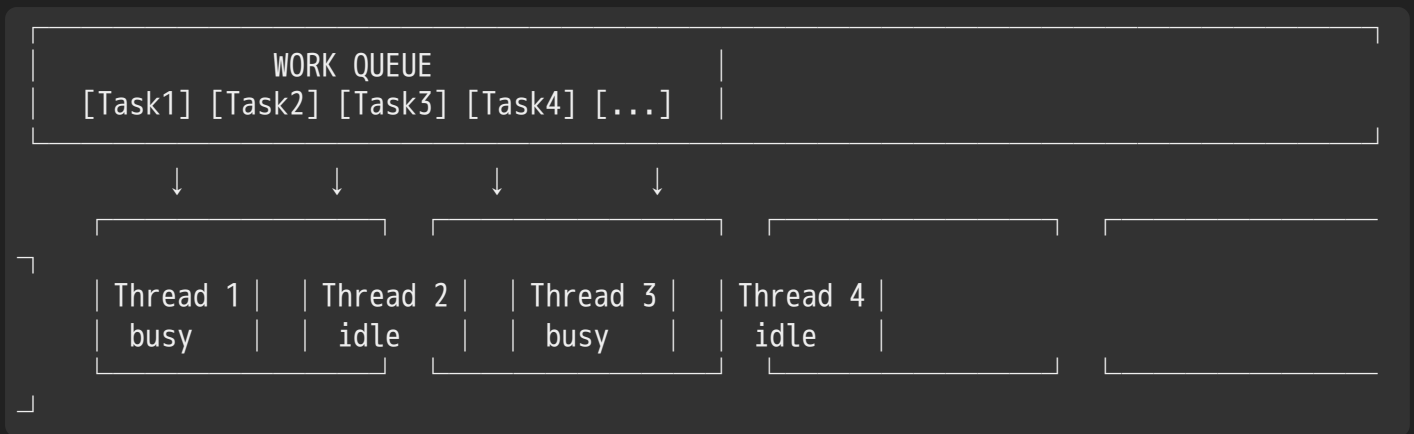 WORK QUEUE
[Task1] [Task2] [Task3] [Task4] [...]
↓ ↓ ↓ ↓
Thread 1 Thread 2 Thread 3 Thread 4
busy idle busy idle